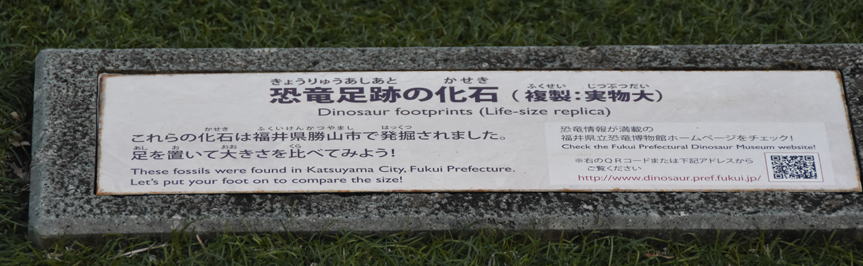 きょうりゅうあしあと かせき ふくせい じつぶつだい
恐竜足跡の化石（複製：実物大）
Dinosaur footprints (Life-size replica)
かせき ふくいけんかつやまし はっくつ
これらの化石は福井県勝山市で発掘されました。
あし お おお くら
足を置いて大きさを比べてみよう！
These fossils were found in Katsuyama City, Fukui Prefecture.
Let's put your foot on to compare the size!
恐竜情報が満載の
福井県立恐竜博物館ホームページをチェック！
Check the Fukui Prefectural Dinosaur Museum website!
※右のQRコードまたは下記アドレスから
ご覧ください
http://www.dinosaur.pref.fukui.jp/